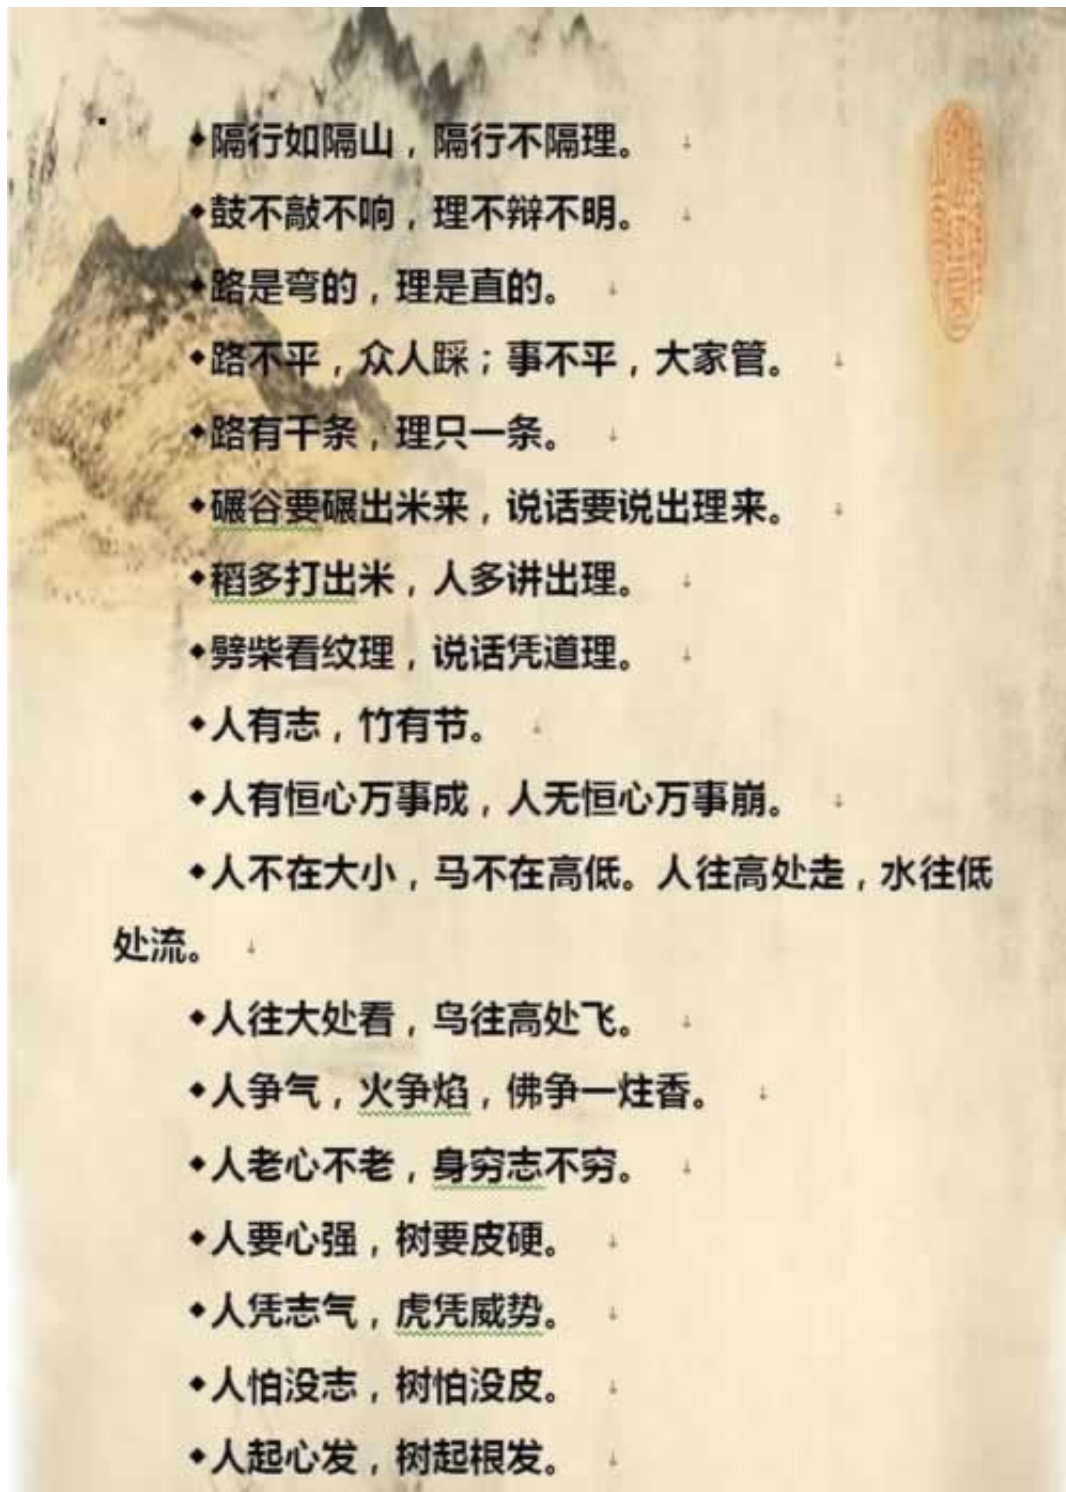 ◆隔行如隔山，隔行不隔理。 ↓
◆鼓不敲不响，理不辩不明。 ↓
◆路是弯的，理是直的。 ↓
◆路不平，众人踩；事不平，大家管。 ↓
◆路有千条，理只一条。 ↓
◆碾谷要碾出米来，说话要说出理来。 ↓
◆稻多打出米，人多讲出理。 ↓
◆劈柴看纹理，说话凭道理。 ↓
◆人有志，竹有节。 ↓
◆人有恒心万事成，人无恒心万事崩。 ↓
◆人不在大小，马不在高低。人往高处走，水往低
处流。 ↓
◆人往大处看，鸟往高处飞。 ↓
◆人争气，火争焰，佛争一炷香。 ↓
◆人老心不老，身穷志不穷。 ↓
◆人要心强，树要皮硬。 ↓
◆人凭志气，虎凭威势。 ↓
◆人怕没志，树怕没皮。 ↓
◆人起心发，树起根发。 ↓